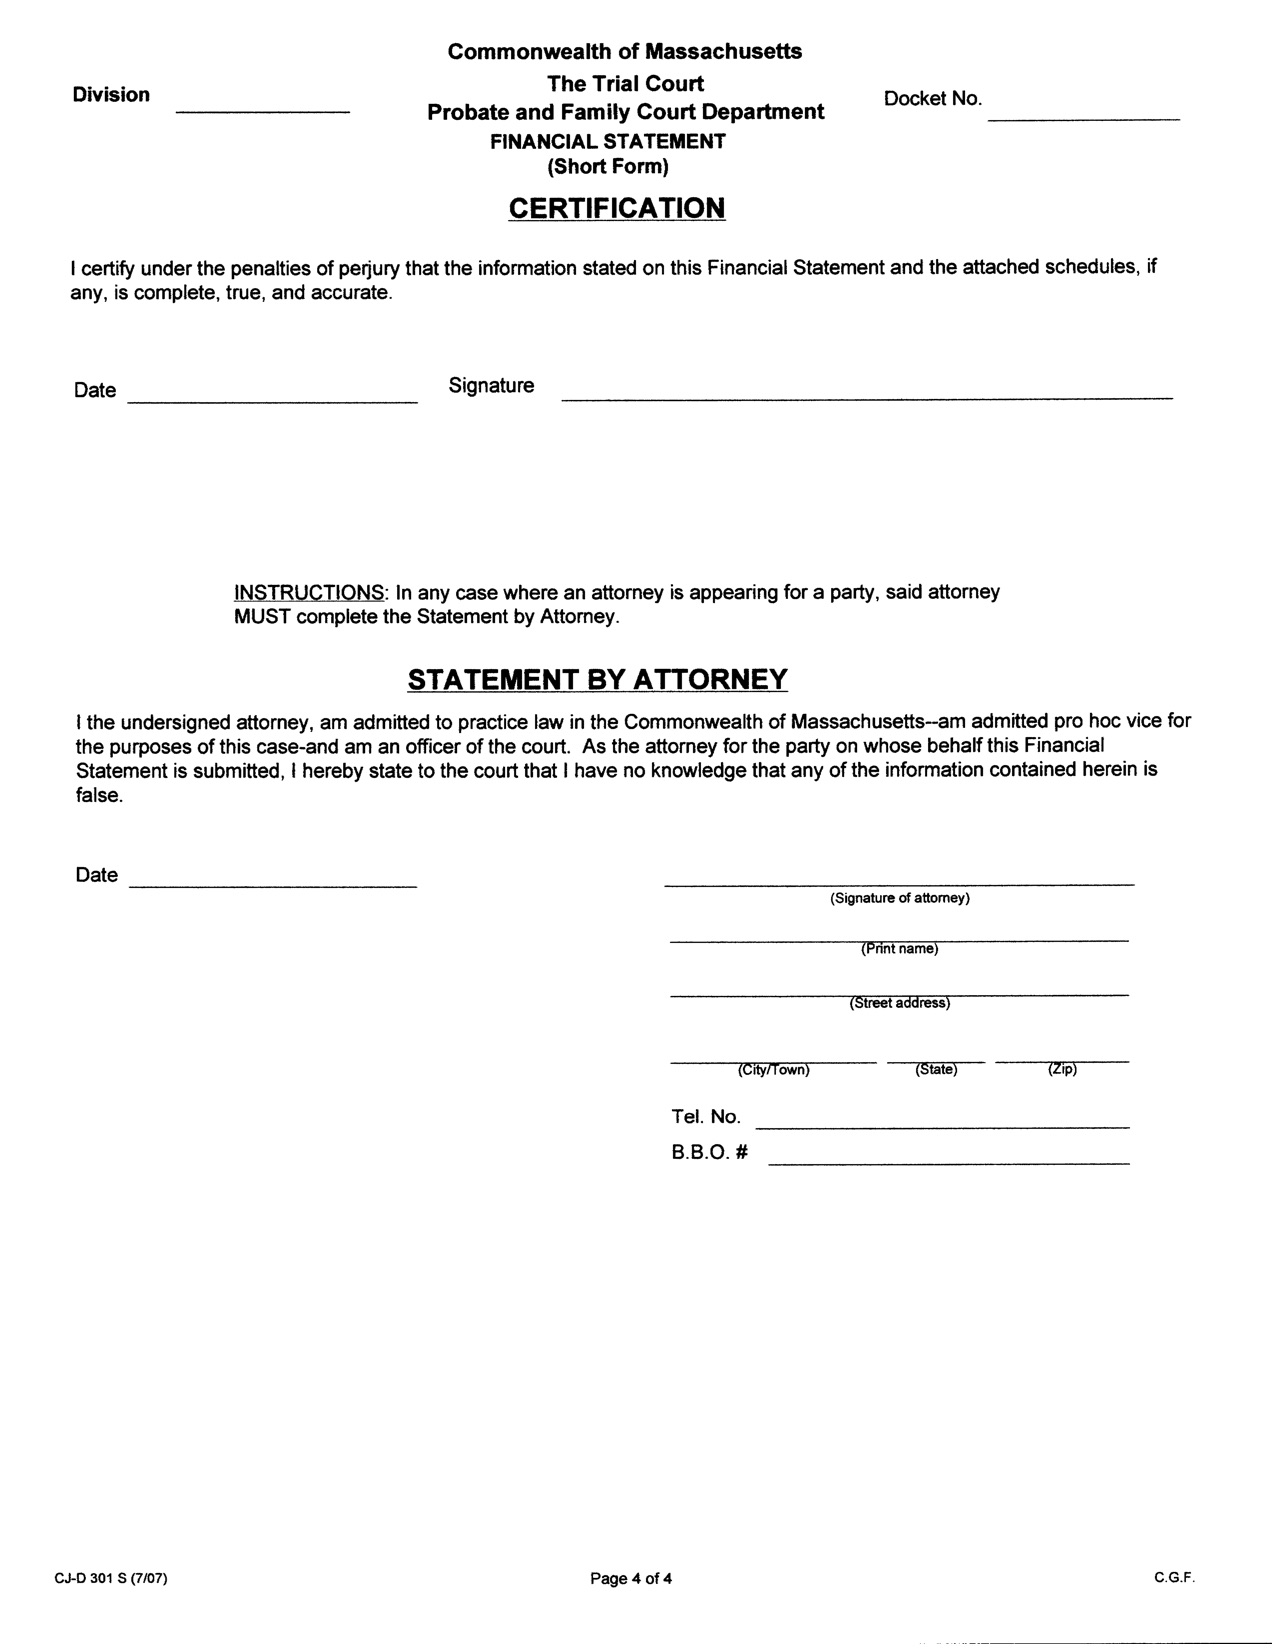 Commonwealth of Massachusetts
The Trial Court
Division
Probate and Family Court Department
Docket No.
FINANCIAL STATEMENT
(Short Form)
CERTIFICATION
I certify under the penalties of perjury that the information stated on this Financial Statement and the attached schedules, if
any, is complete, true, and accurate.
Date
Signature
INSTRUCTIONS: In any case where an attorney is appearing for a party, said attorney
MUST complete the Statement by Attorney.
STATEMENT BY ATTORNEY
I the undersigned attorney, am admitted to practice law in the Commonwealth of Massachusetts--am admitted pro hoc vice for
the purposes of this case-and am an officer of the court. As the attorney for the party on whose behalf this Financial
Statement is submitted, I hereby state to the court that I have no knowledge that any of the information contained herein is
false.
Date
(Signature of attorney)
(Print name)
(Street address)
(City/Town) (State) (Zip)
Tel. No.
B.B.O. #
CJ-D 301 S (7/07) Page 4 of 4 C.G.F.